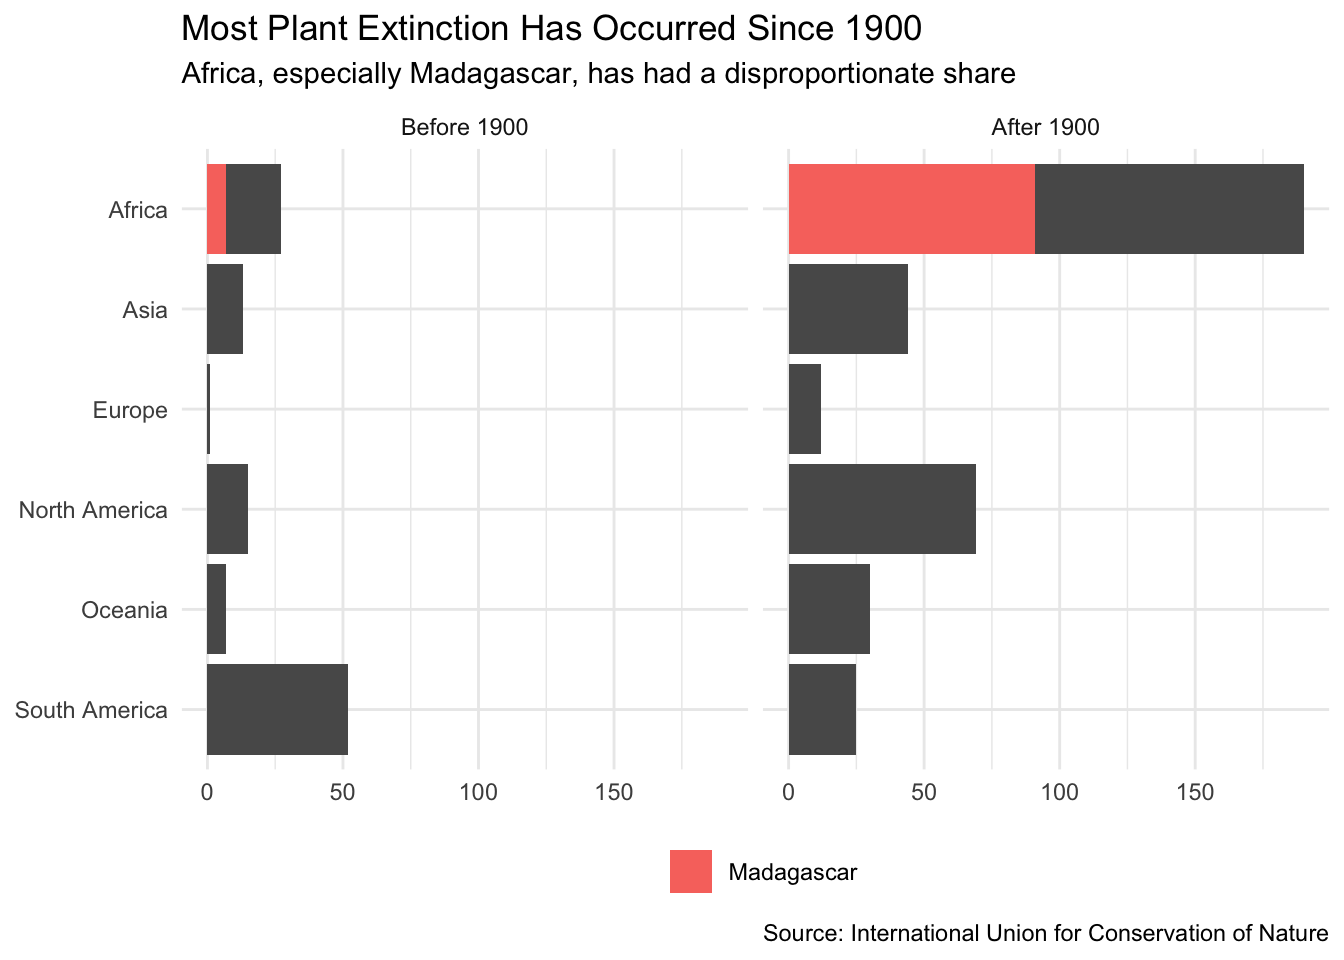 Most Plant Extinction Has Occurred Since 1900
Africa, especially Madagascar, has had a disproportionate share
Before 1900
After 1900
Africa
Asia
Europe
North America
Oceania
South America
0 50 100 150
0 50 100 150
Madagascar
Source: International Union for Conservation of Nature